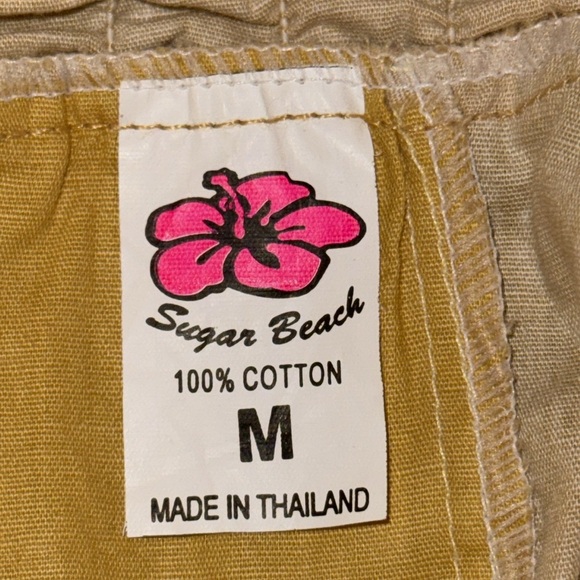 Sugar Beach
100% COTTON
M
MADE IN THAILAND